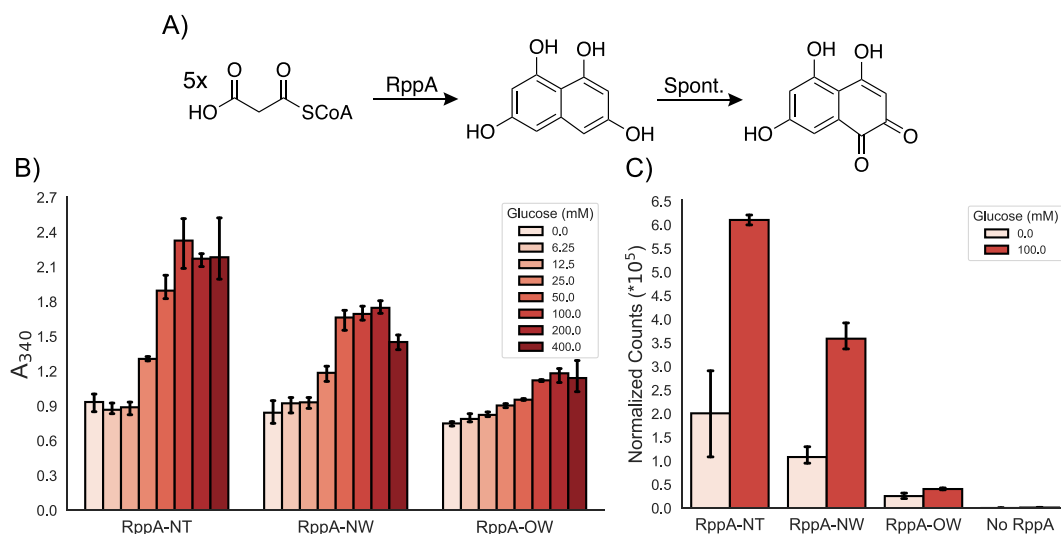 A)
5x
O
O
HO
SCoA
RppA
OH
OH
HO
OH
Spont.
OH
OH
HO
O
O
B)
A340
2.7
2.4
2.1
1.8
1.5
1.2
0.9
0.6
0.3
0.0
Glucose (mM)
0.0
6.25
12.5
25.0
50.0
100.0
200.0
400.0
RppA-NT
RppA-NW
RppA-OW
C)
Normalized Counts (*10^5)
6.5
6.0
5.5
5.0
4.5
4.0
3.5
3.0
2.5
2.0
1.5
1.0
0.5
0.0
Glucose (mM)
0.0
100.0
RppA-NT
RppA-NW
RppA-OW
No RppA